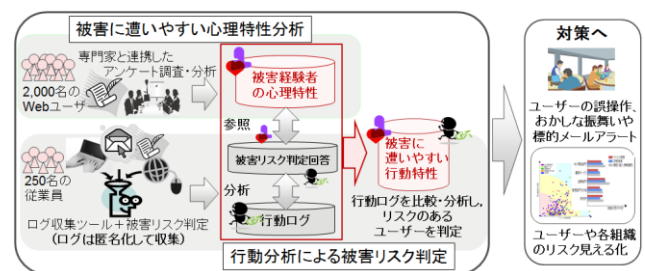 被害に遭いやすい心理特性分析
専門家と連携した
アンケート調査・分析
2,000名の
Webユーザ
被害経験者
の心理特性
参照
被害リスク判定回答
分析
行動ログ
250名の
従業員
ログ収集ツール+被害リスク判定
(ログは匿名化して収集)
被害に
遭いやすい
行動特性
行動ログを比較・分析し、
リスクのある
ユーザーを判定
行動分析による被害リスク判定
対策へ
ユーザーの誤操作、
おかしな振舞いや
標的メールアラート
ユーザーや各組織
のリスク見える化